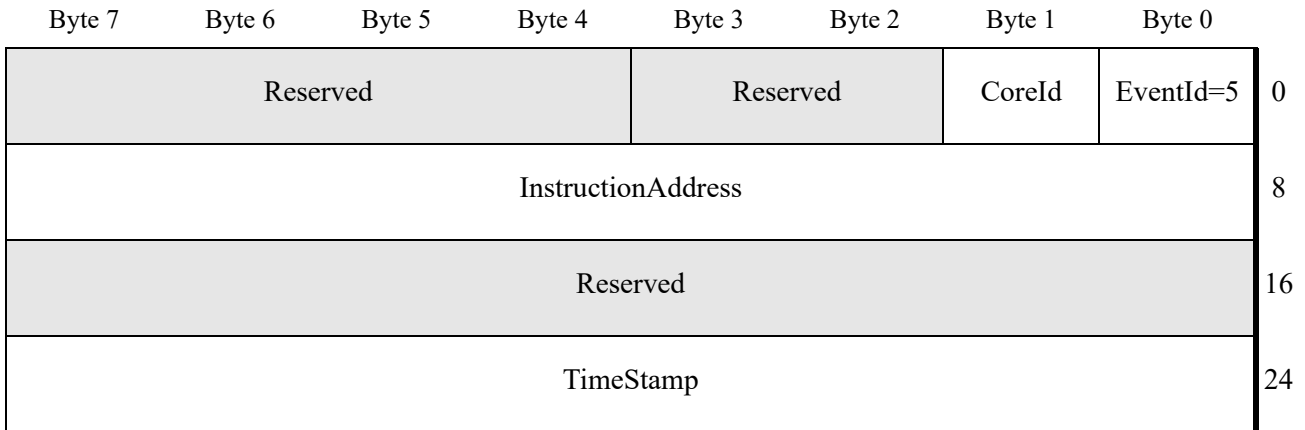 Byte 7 Byte 6 Byte 5 Byte 4 Byte 3 Byte 2 Byte 1 Byte 0
Reserved Reserved CoreId EventId=5 0
InstructionAddress 8
Reserved 16
TimeStamp 24